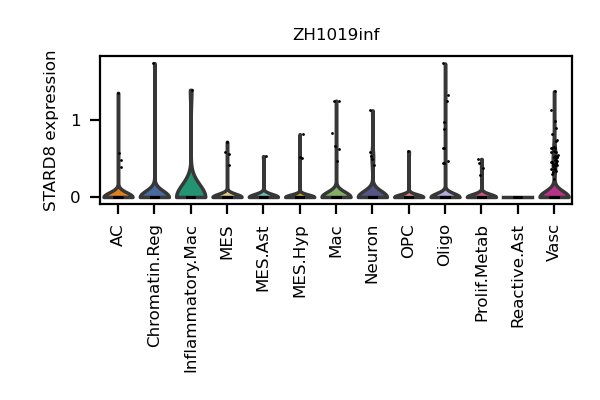 ZH1019inf
STARD8 expression
1
0
AC
Chromatin.Reg
Inflammatory.Mac
MES
MES.Ast
MES.Hyp
Mac
Neuron
OPC
Oligo
Prolif.Metab
Reactive.Ast
Vasc